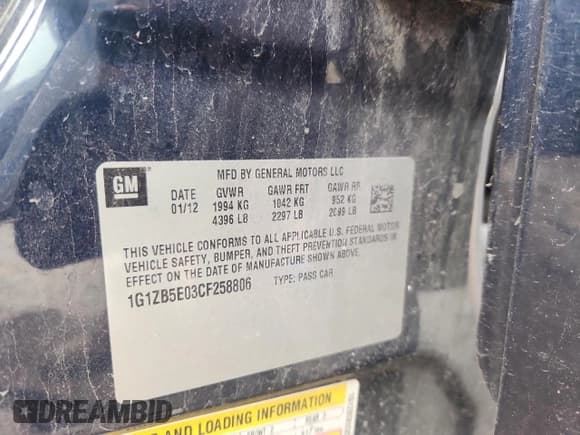 GM
MFD BY GENERAL MOTORS LLC
DATE GVWR GAWR FRT GAWR RR
01/12 1994 KG 1042 KG 952 KG
4396 LB 2297 LB 2099 LB
THIS VEHICLE CONFORMS TO ALL APPLICABLE U.S. FEDERAL MOTOR
VEHICLE SAFETY, BUMPER, AND THEFT PREVENTION STANDARDS IN
EFFECT ON THE DATE OF MANUFACTURE SHOWN ABOVE.
1G1ZB5E03CF258806 TYPE: PASS CAR
AND LOADING INFORMATION
DREAMBID